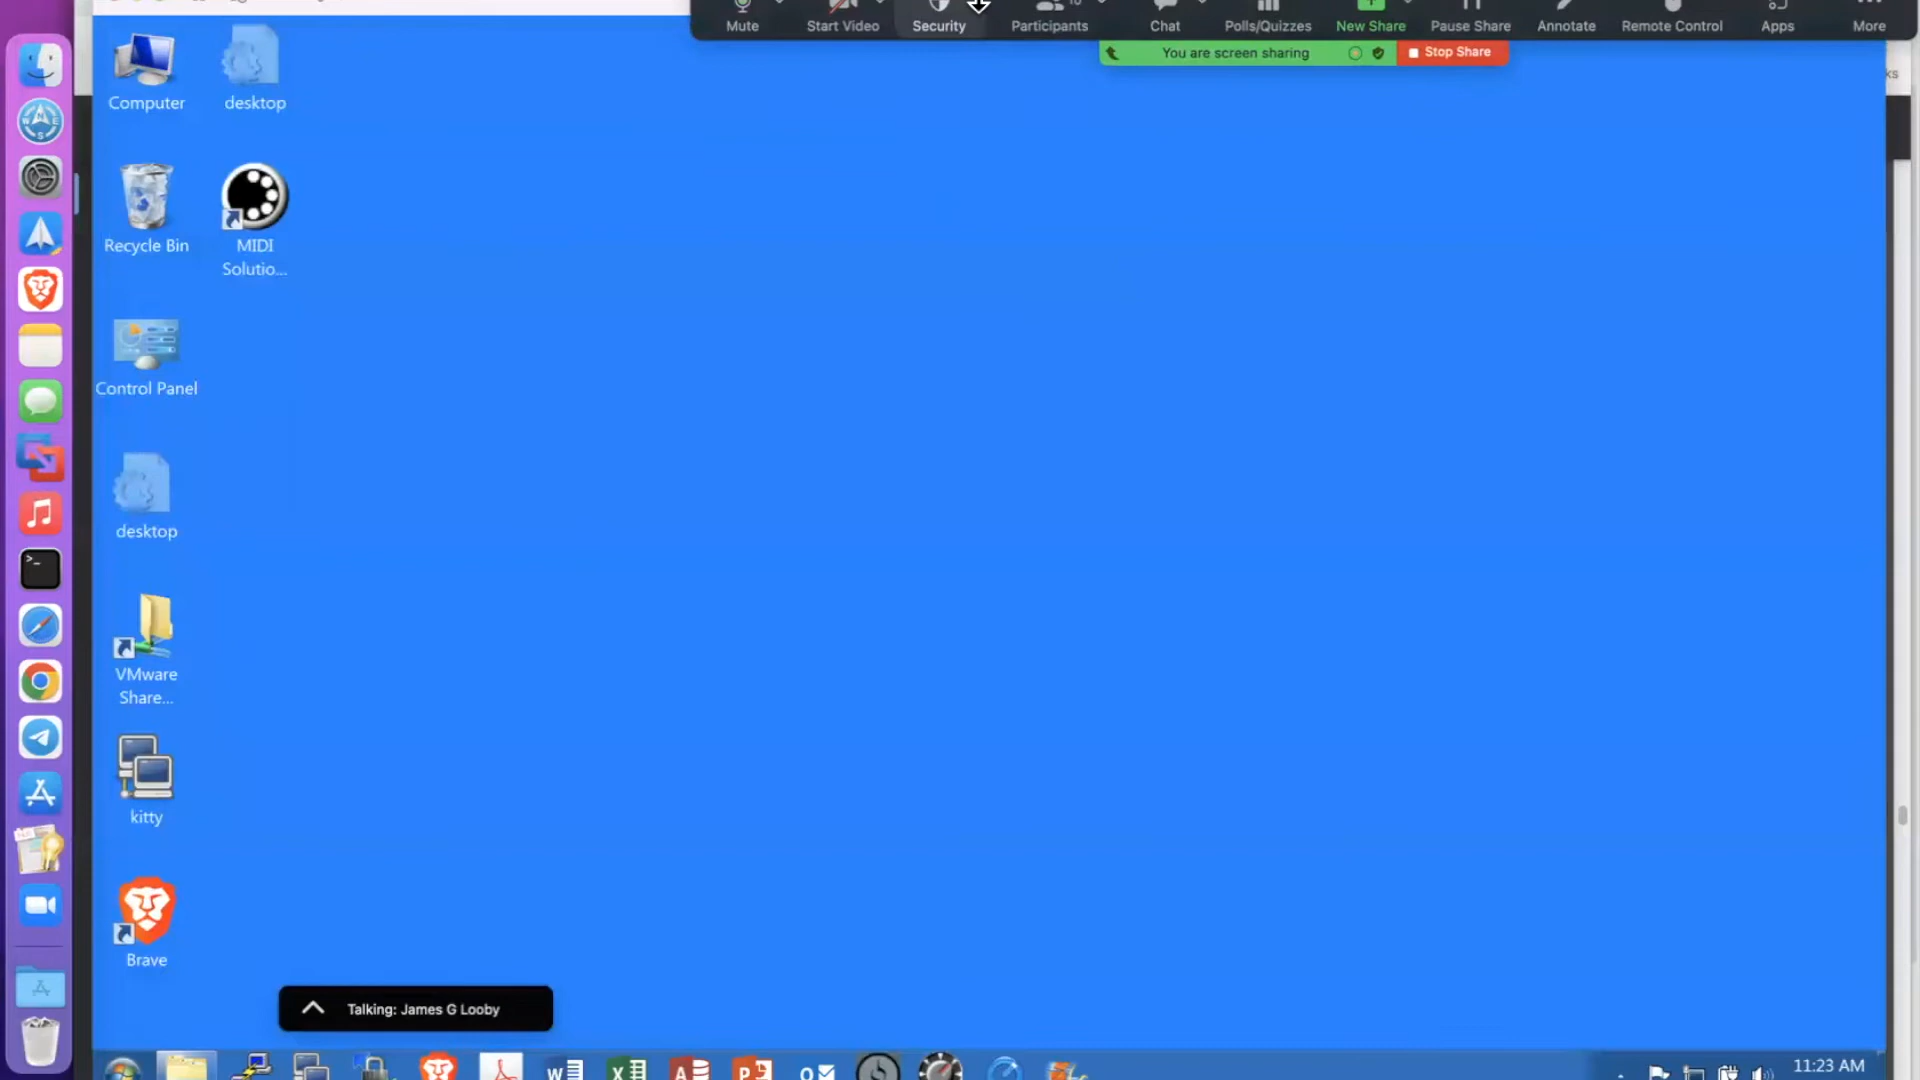 Mute
Start Video
Security
Participants
Chat
Polls/Quizzes
New Share
Pause Share
Annotate
Remote Control
Apps
More
You are screen sharing
Stop Share
ks
Computer
desktop
Recycle Bin
MIDI
Solutio...
Control Panel
desktop
VMware
Share...
kitty
Brave
Talking: James G Looby
11:23 AM